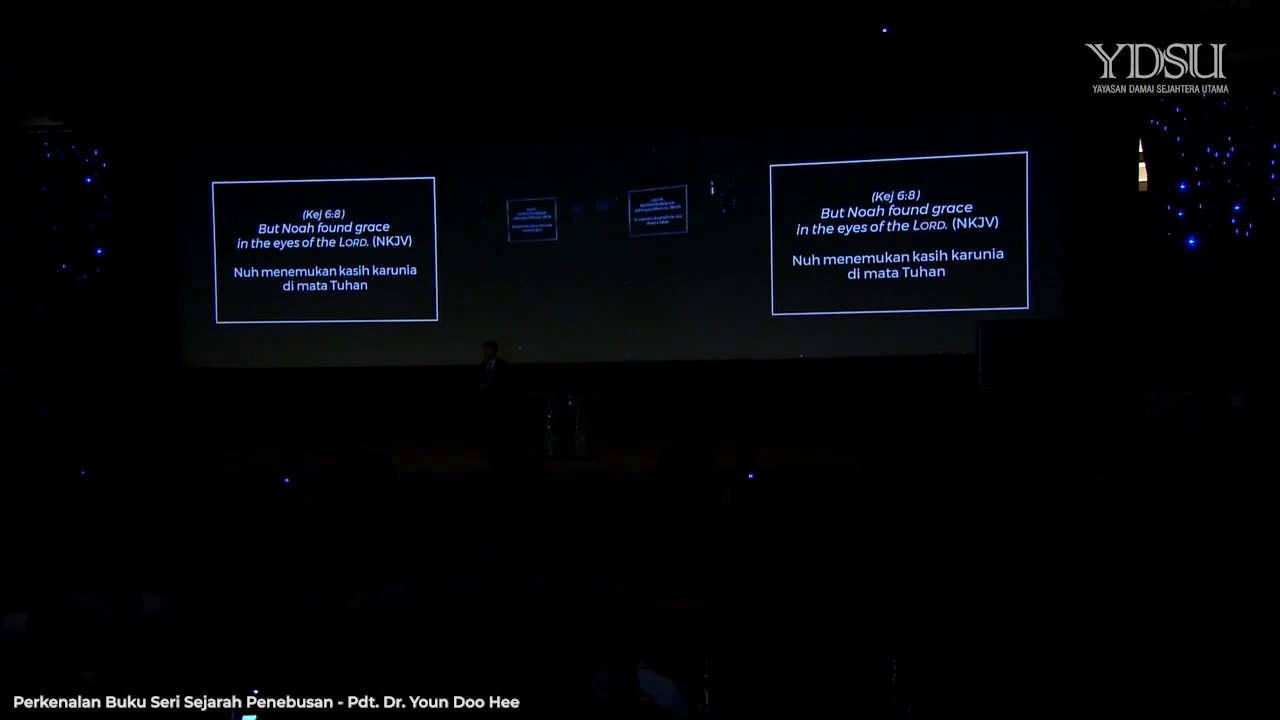 YDSU
YAYASAN DAMAI SEJAHTERA UTAMA
(Kej 6:8)
But Noah found grace
in the eyes of the LORD. (NKJV)
Nuh menemukan kasih karunia
di mata Tuhan
(Kej 6:8)
But Noah found grace
in the eyes of the LORD. (NKJV)
Nuh menemukan kasih karunia
di mata Tuhan
Perkenalan Buku Seri Sejarah Penebusan - Pdt. Dr. Youn Doo Hee